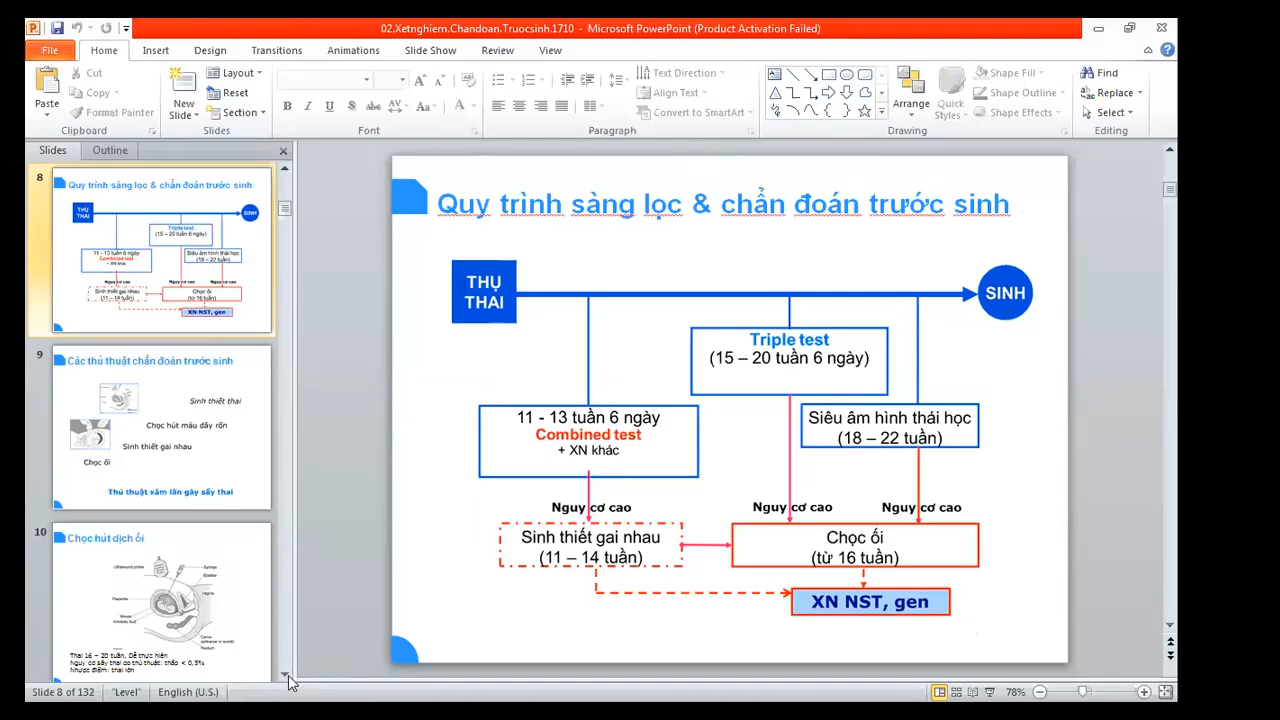 02.Xetnghiem.Chandoan.Truocsinh.1710 - Microsoft PowerPoint (Product Activation Failed)
File Home Insert Design Transitions Animations Slide Show Review View
Paste
Cut
Copy
Format Painter
Clipboard
New Slide
Layout
Reset
Section
Slides
Font
Text Direction
Align Text
Convert to SmartArt
Paragraph
Arrange
Quick Styles
Shape Fill
Shape Outline
Shape Effects
Drawing
Find
Replace
Select
Editing
Slides Outline
8
Quy trình sàng lọc & chẩn đoán trước sinh
THỤ THAI
SINH
Triple test
(15 – 20 tuần 6 ngày)
11 - 13 tuần 6 ngày
Combined test
+ XN khác
Siêu âm hình thái học
(18 – 22 tuần)
Nguy cơ cao Nguy cơ cao Nguy cơ cao
Sinh thiết gai nhau
(11 – 14 tuần)
Chọc ối
(từ 16 tuần)
XN NST, gen
9
Các thủ thuật chẩn đoán trước sinh
Sinh thiết thai
Chọc hút máu dây rốn
Sinh thiết gai nhau
Chọc ối
Thủ thuật xâm lấn gây sẩy thai
10
Chọc hút dịch ối
Ultrasound probe
Syringe
Bladder
Placenta
Vagina
Amniotic fluid
Thai 16 – 20 tuần, Dễ thực hiện
Nguy cơ sẩy thai do thủ thuật: thấp < 0,5%
Nhược điểm: thai lớn
Quy trình sàng lọc & chẩn đoán trước sinh
THỤ
THAI
SINH
Triple test
(15 – 20 tuần 6 ngày)
11 - 13 tuần 6 ngày
Combined test
+ XN khác
Siêu âm hình thái học
(18 – 22 tuần)
Nguy cơ cao Nguy cơ cao Nguy cơ cao
Sinh thiết gai nhau
(11 – 14 tuần)
Chọc ối
(từ 16 tuần)
XN NST, gen
Slide 8 of 132 "Level" English (U.S.) 78%